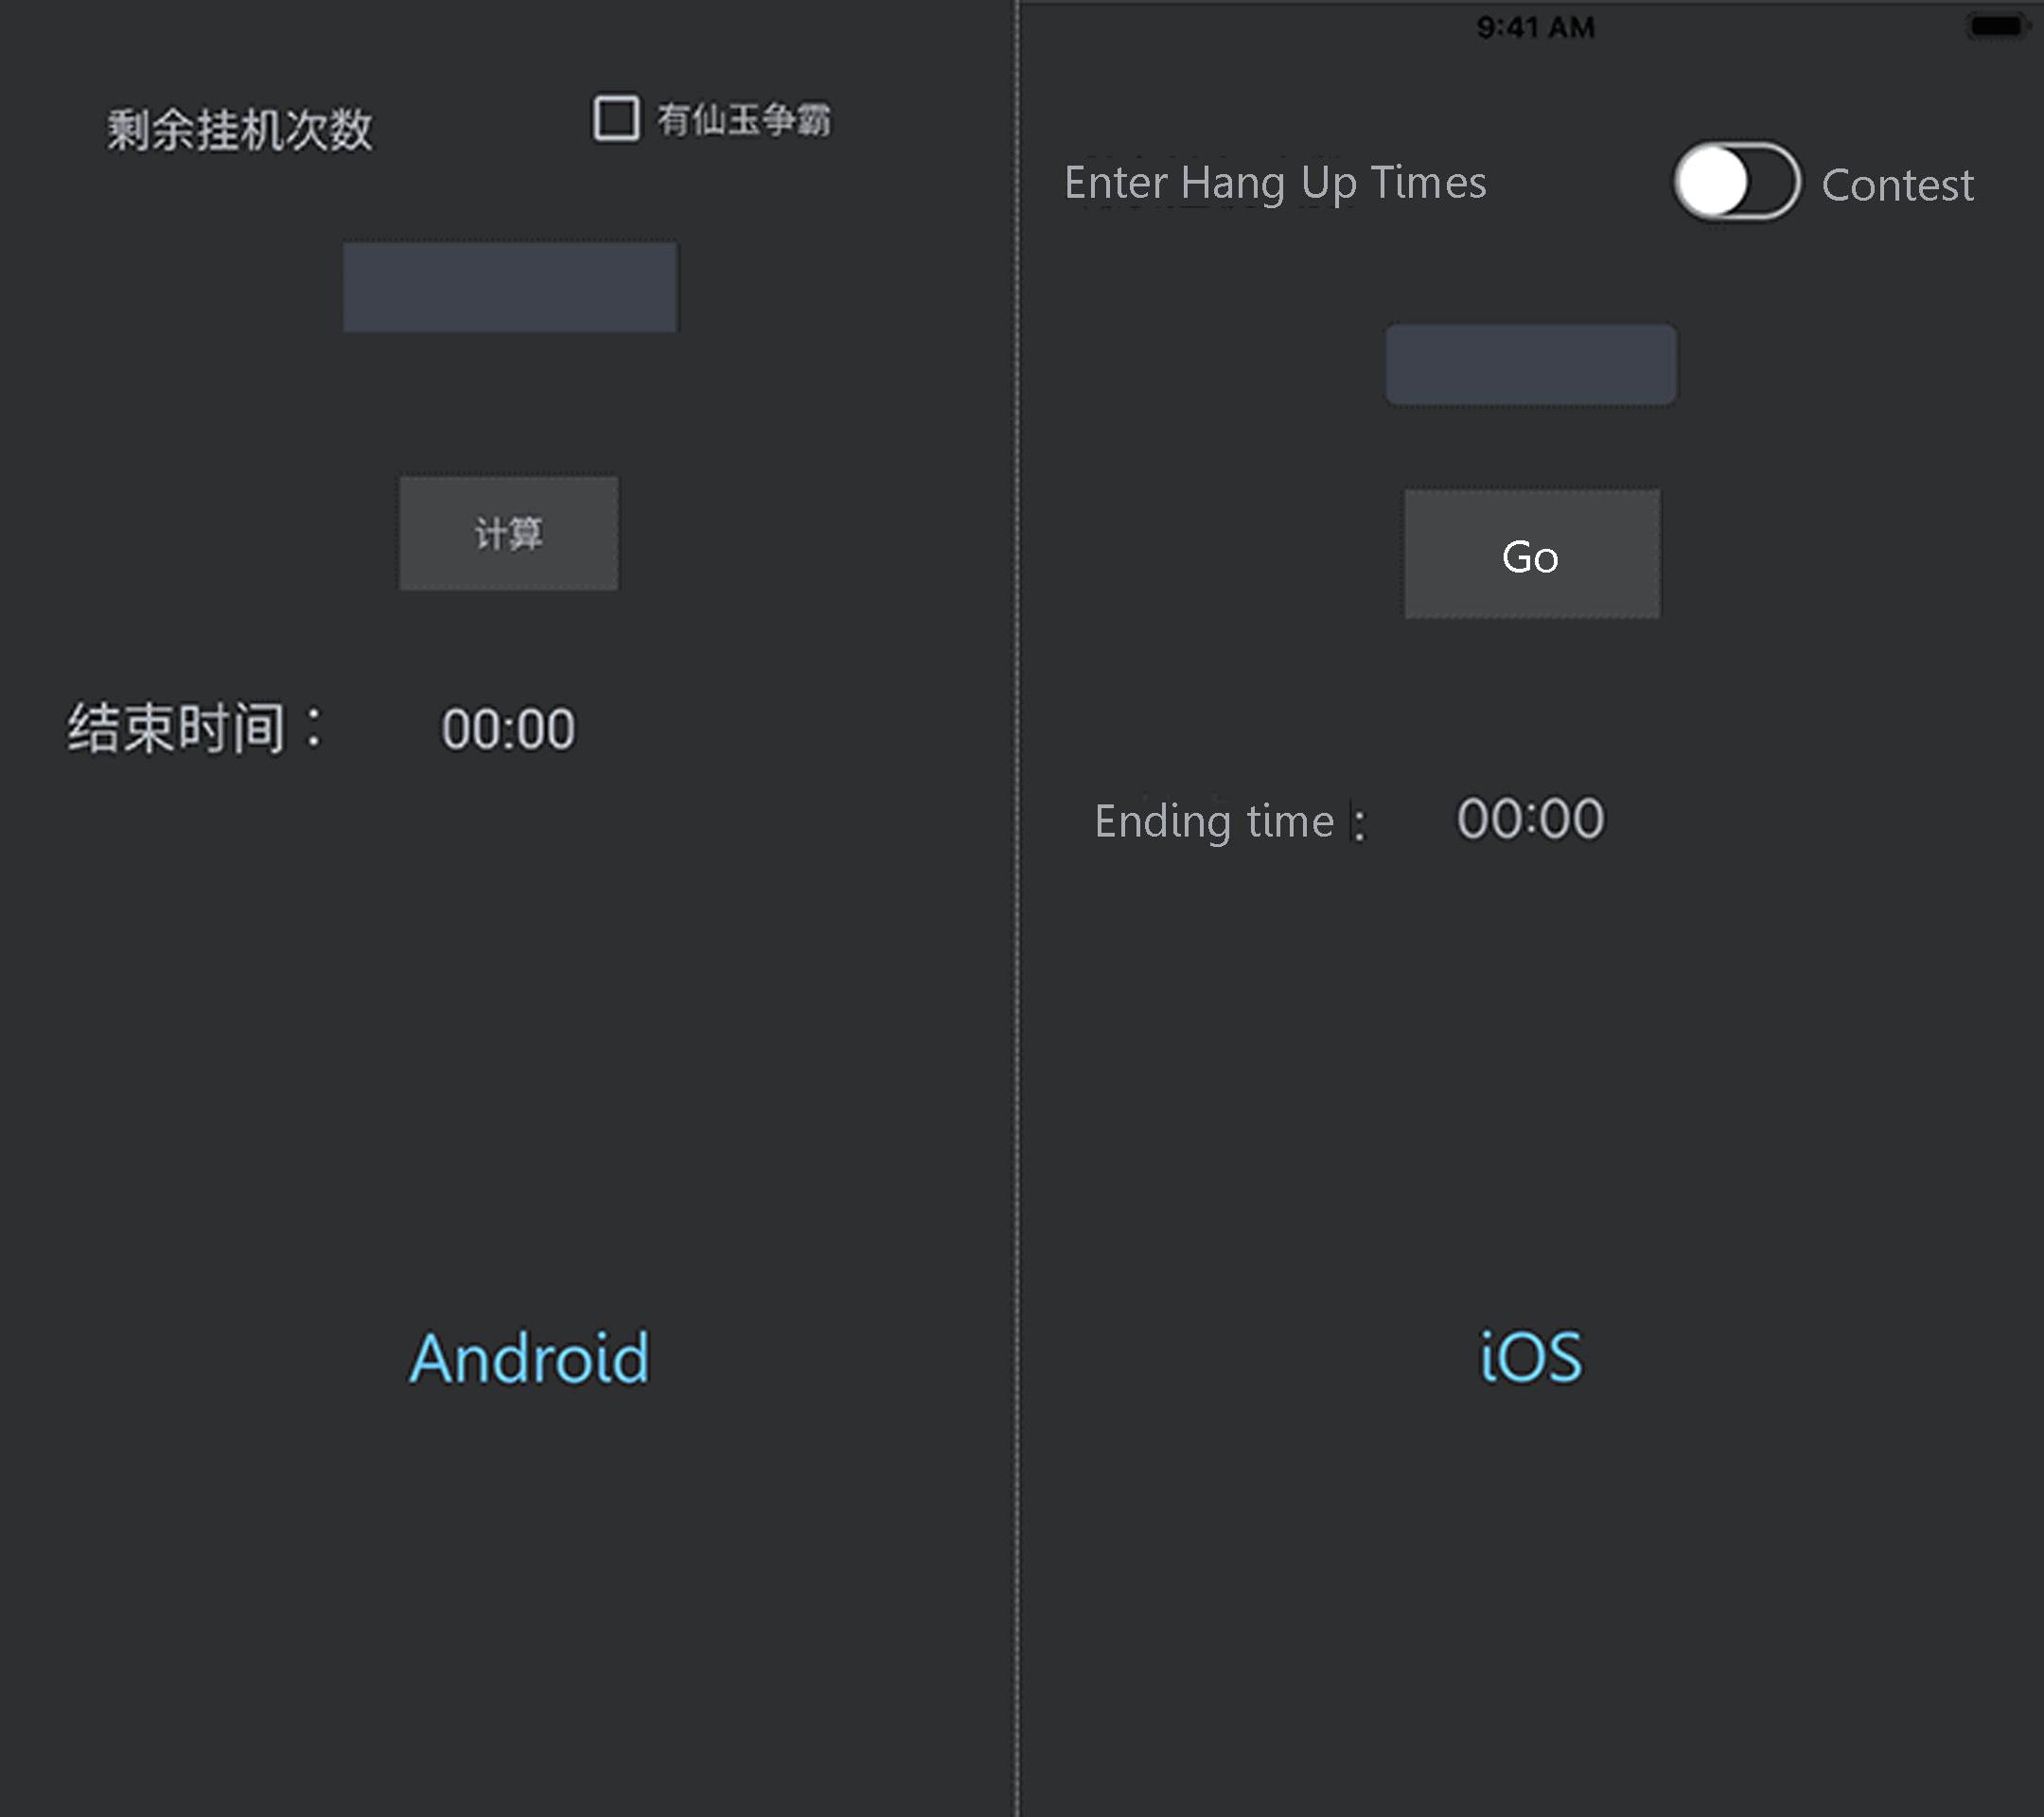 剩余挂机次数
有仙玉争霸
计算
结束时间：
00:00
Android
9:41 AM
Enter Hang Up Times
Contest
Go
Ending time :
00:00
iOS